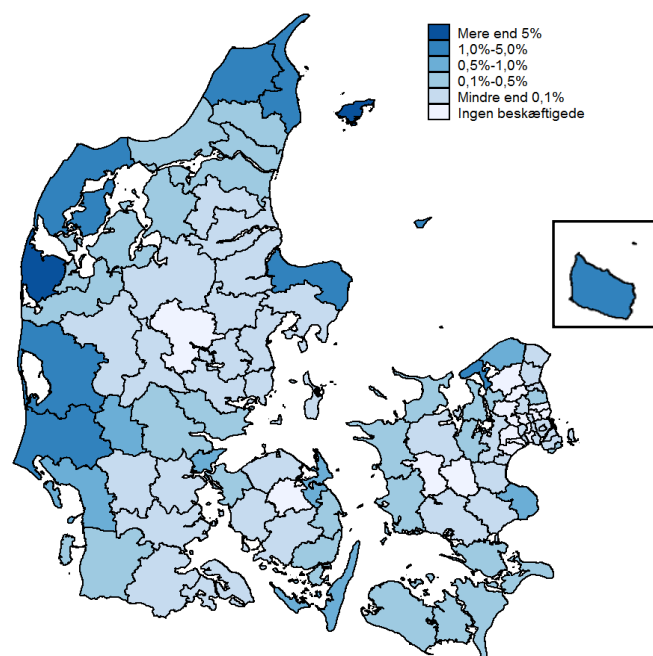 Mere end 5%
1,0%-5,0%
0,5%-1,0%
0,1%-0,5%
Mindre end 0,1%
Ingen beskæftigede